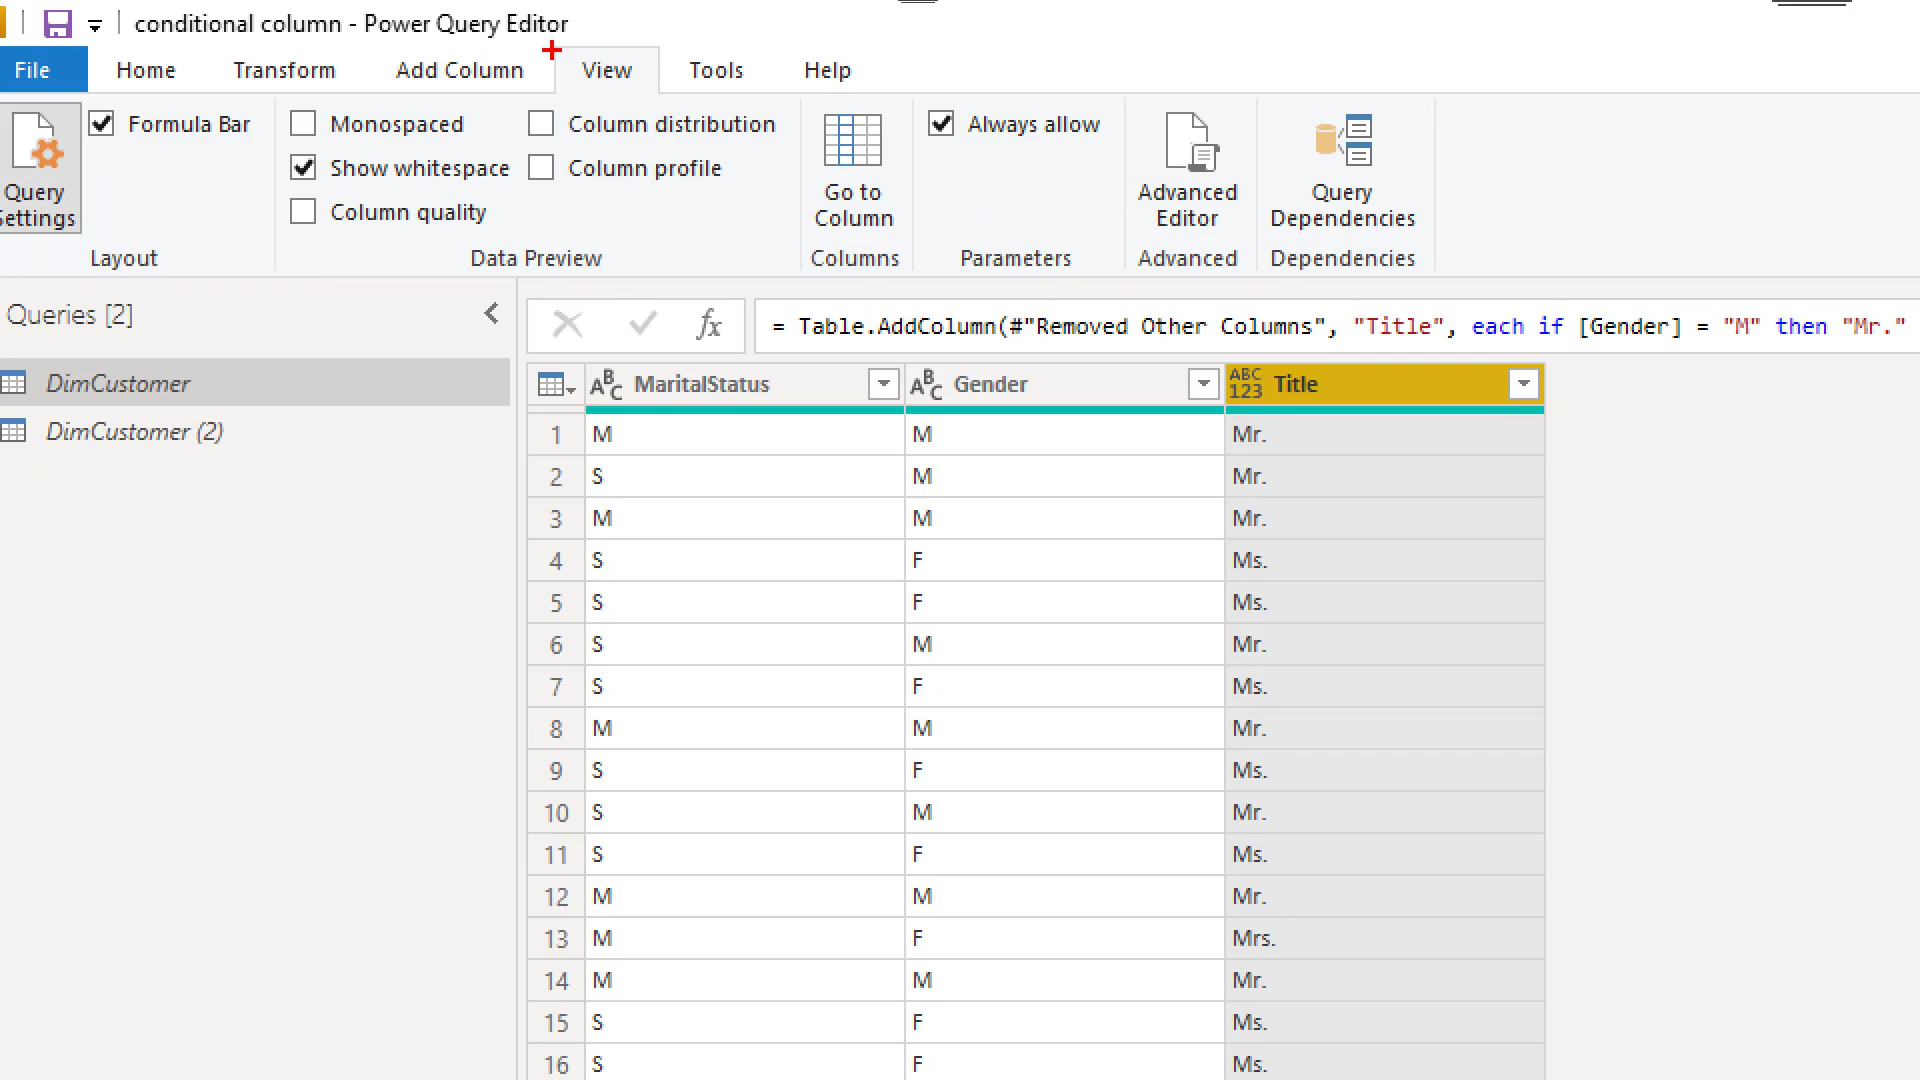 conditional column - Power Query Editor
File Home Transform Add Column View Tools Help
Formula Bar Monospaced Column distribution Always allow
Show whitespace Column profile
Query Settings
Column quality
Go to Column
Advanced Editor
Query Dependencies
Layout Data Preview Columns Parameters Advanced Dependencies
Queries [2]
fx = Table.AddColumn(#"Removed Other Columns", "Title", each if [Gender] = "M" then "Mr."
DimCustomer
DimCustomer (2)
ABC MaritalStatus ABC Gender ABC 123 Title
1 M M Mr.
2 S M Mr.
3 M M Mr.
4 S F Ms.
5 S F Ms.
6 S M Mr.
7 S F Ms.
8 M M Mr.
9 S F Ms.
10 S M Mr.
11 S F Ms.
12 M M Mr.
13 M F Mrs.
14 M M Mr.
15 S F Ms.
16 S F Ms.